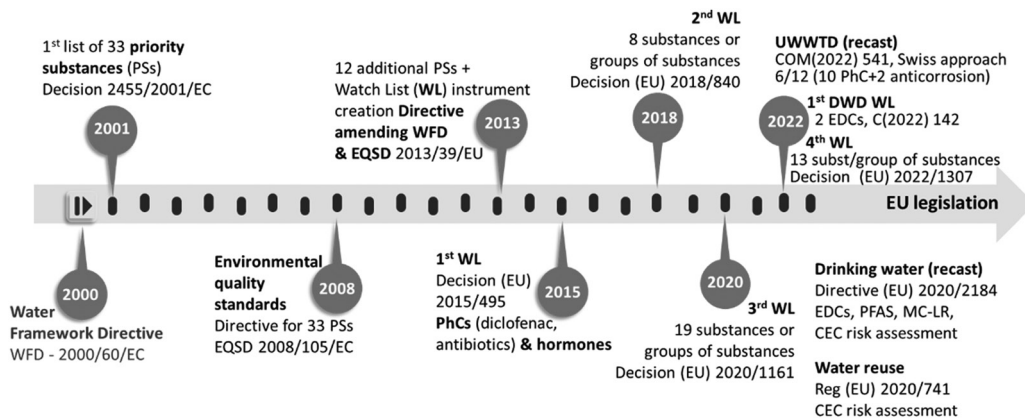 1st list of 33 priority
substances (PSs)
Decision 2455/2001/EC
2001
12 additional PSs +
Watch List (WL) instrument
creation Directive
amending WFD
& EQSD 2013/39/EU
2013
2nd WL
8 substances or
groups of substances
Decision (EU) 2018/840
2018
UWWTD (recast)
COM(2022) 541, Swiss approach
6/12 (10 PhC+2 anticorrosion)
1st DWD WL
2 EDCs, C(2022) 142
4th WL
13 subst/group of substances
Decision (EU) 2022/1307
2022
EU legislation
2000
Water
Framework Directive
WFD - 2000/60/EC
Environmental
quality
standards
Directive for 33 PSs
EQSD 2008/105/EC
2008
1st WL
Decision (EU)
2015/495
PhCs (diclofenac,
antibiotics) & hormones
2015
2020
3rd WL
19 substances or
groups of substances
Decision (EU) 2020/1161
Drinking water (recast)
Directive (EU) 2020/2184
EDCs, PFAS, MC-LR,
CEC risk assessment
Water reuse
Reg (EU) 2020/741
CEC risk assessment